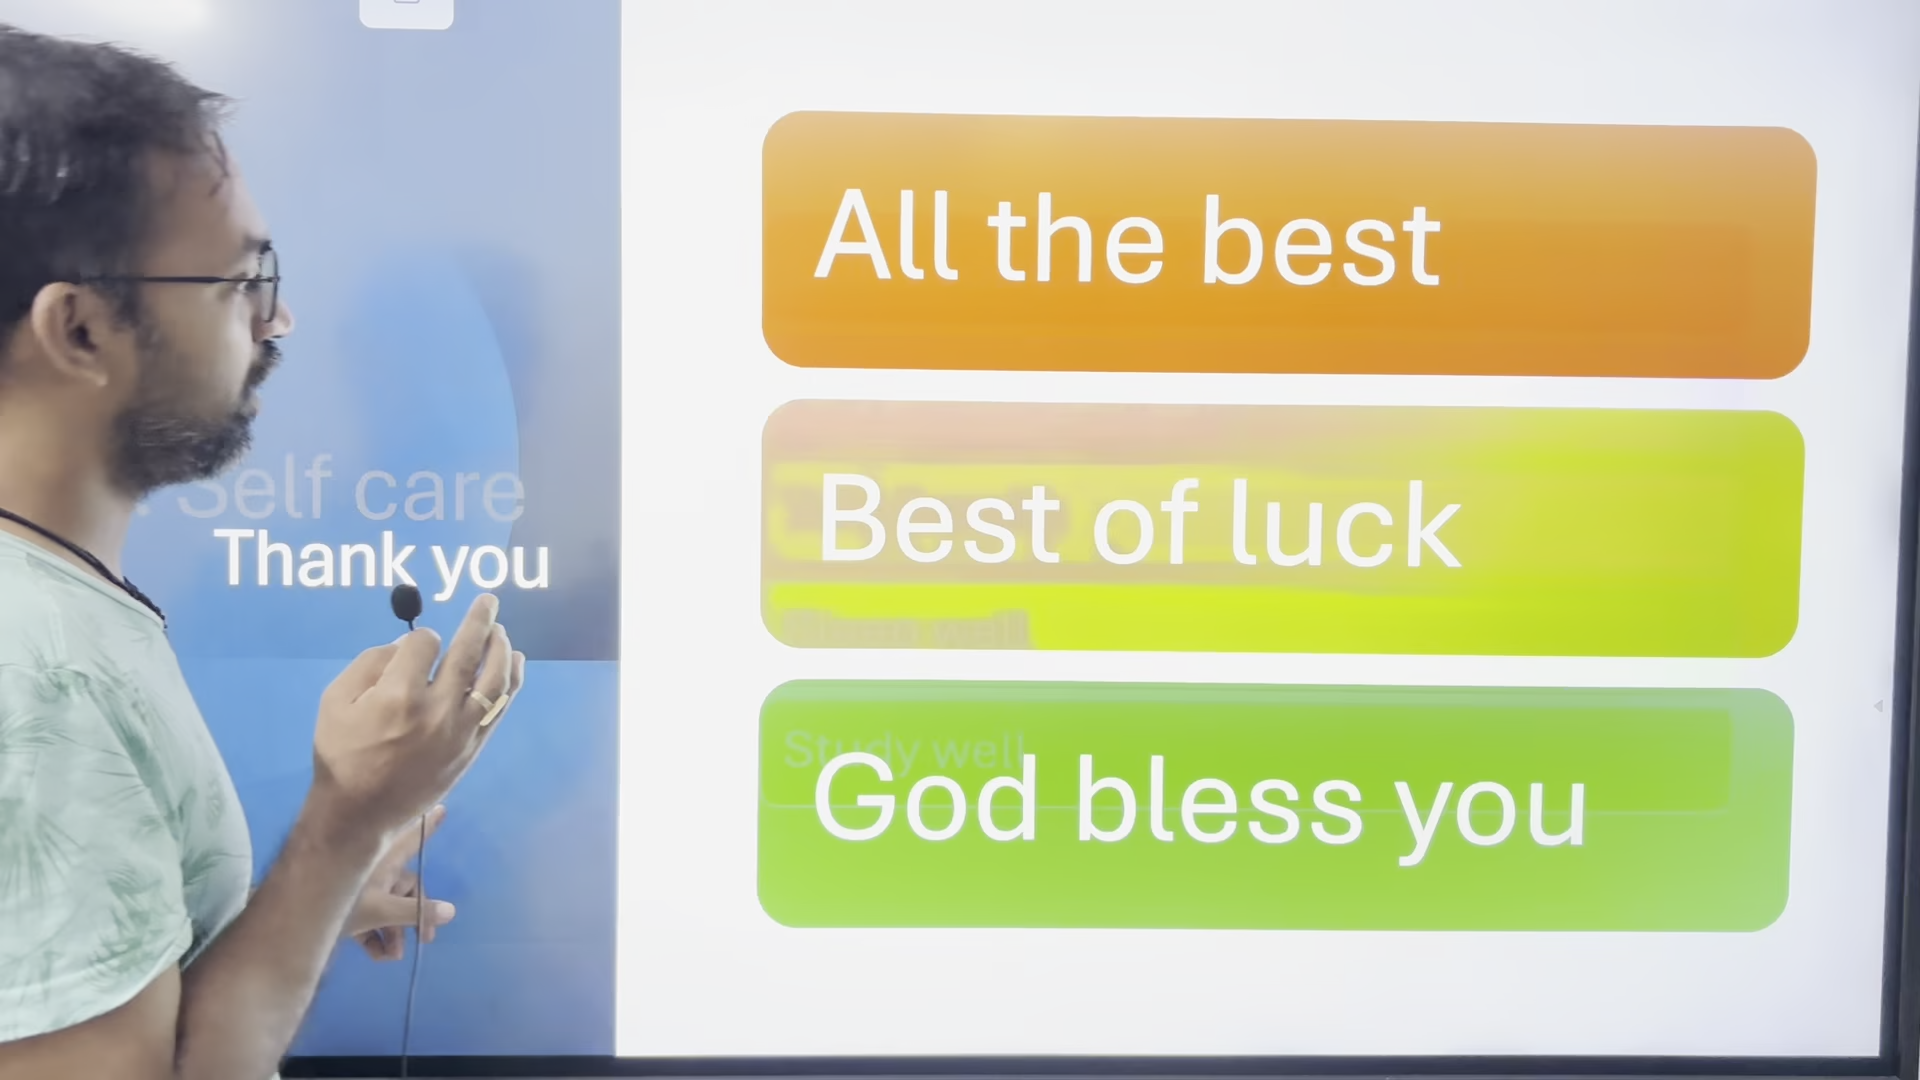 Self care
Thank you
All the best
Best of luck
Study well
God bless you